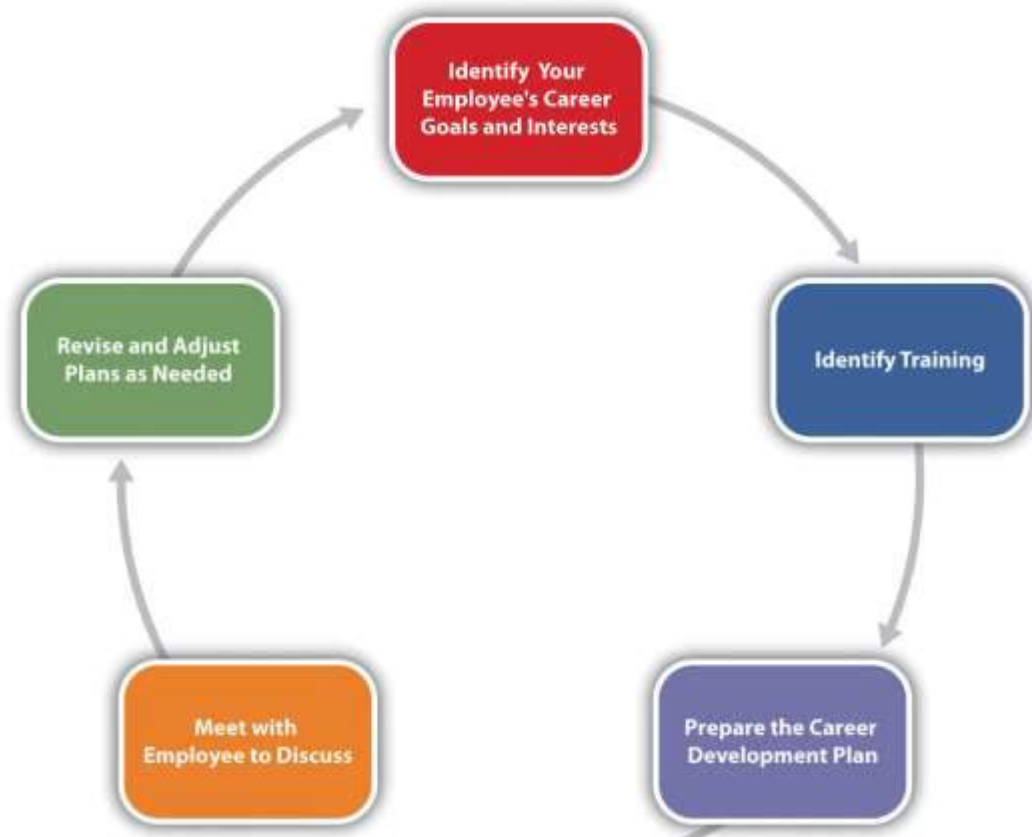 Identify Your
Employee's Career
Goals and Interests
Identify Training
Prepare the Career
Development Plan
Meet with
Employee to Discuss
Revise and Adjust
Plans as Needed